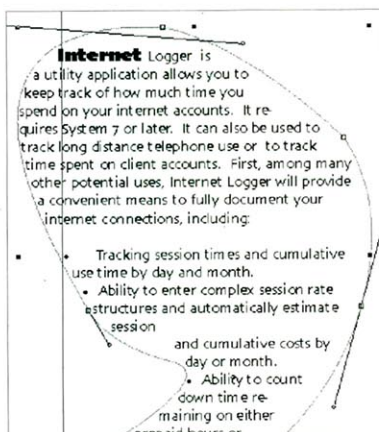 Internet Logger is
a utility application allows you to
keep track of how much time you
spend on your internet accounts. It re-
quires System 7 or later. It can also be used to
track long distance telephone use or to track
time spent on client accounts. First, among many
other potential uses, Internet Logger will provide
a convenient means to fully document your
internet connections, including:
Tracking session times and cumulative
use time by day and month.
• Ability to enter complex session rate
structures and automatically estimate
session
and cumulative costs by
day or month.
• Ability to count
down time re-
maining on either
prepaid hours or